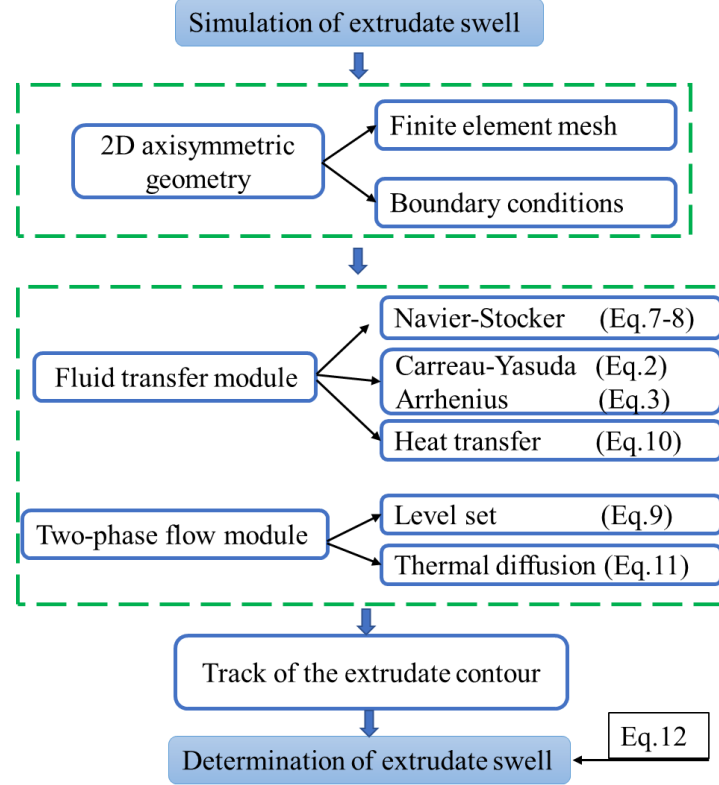 Simulation of extrudate swell
2D axisymmetric
geometry
Finite element mesh
Boundary conditions
Fluid transfer module
Navier-Stocker (Eq.7-8)
Carreau-Yasuda (Eq.2)
Arrhenius (Eq.3)
Heat transfer (Eq.10)
Two-phase flow module
Level set (Eq.9)
Thermal diffusion (Eq.11)
Track of the extrudate contour
Eq.12
Determination of extrudate swell